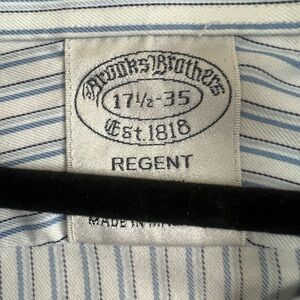 Brooks Brothers
17½-35
Est. 1818
REGENT
MADE IN